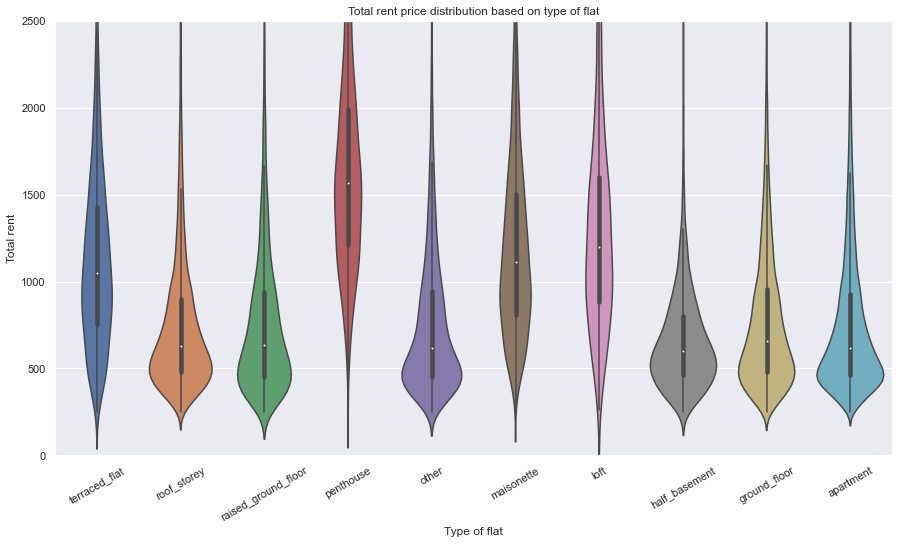 Total rent price distribution based on type of flat
2500
2000
1500
1000
500
0
Total rent
terraced_flat
roof_storey
raised_ground_floor
penthouse
other
maisonette
loft
half_basement
ground_floor
apartment
Type of flat